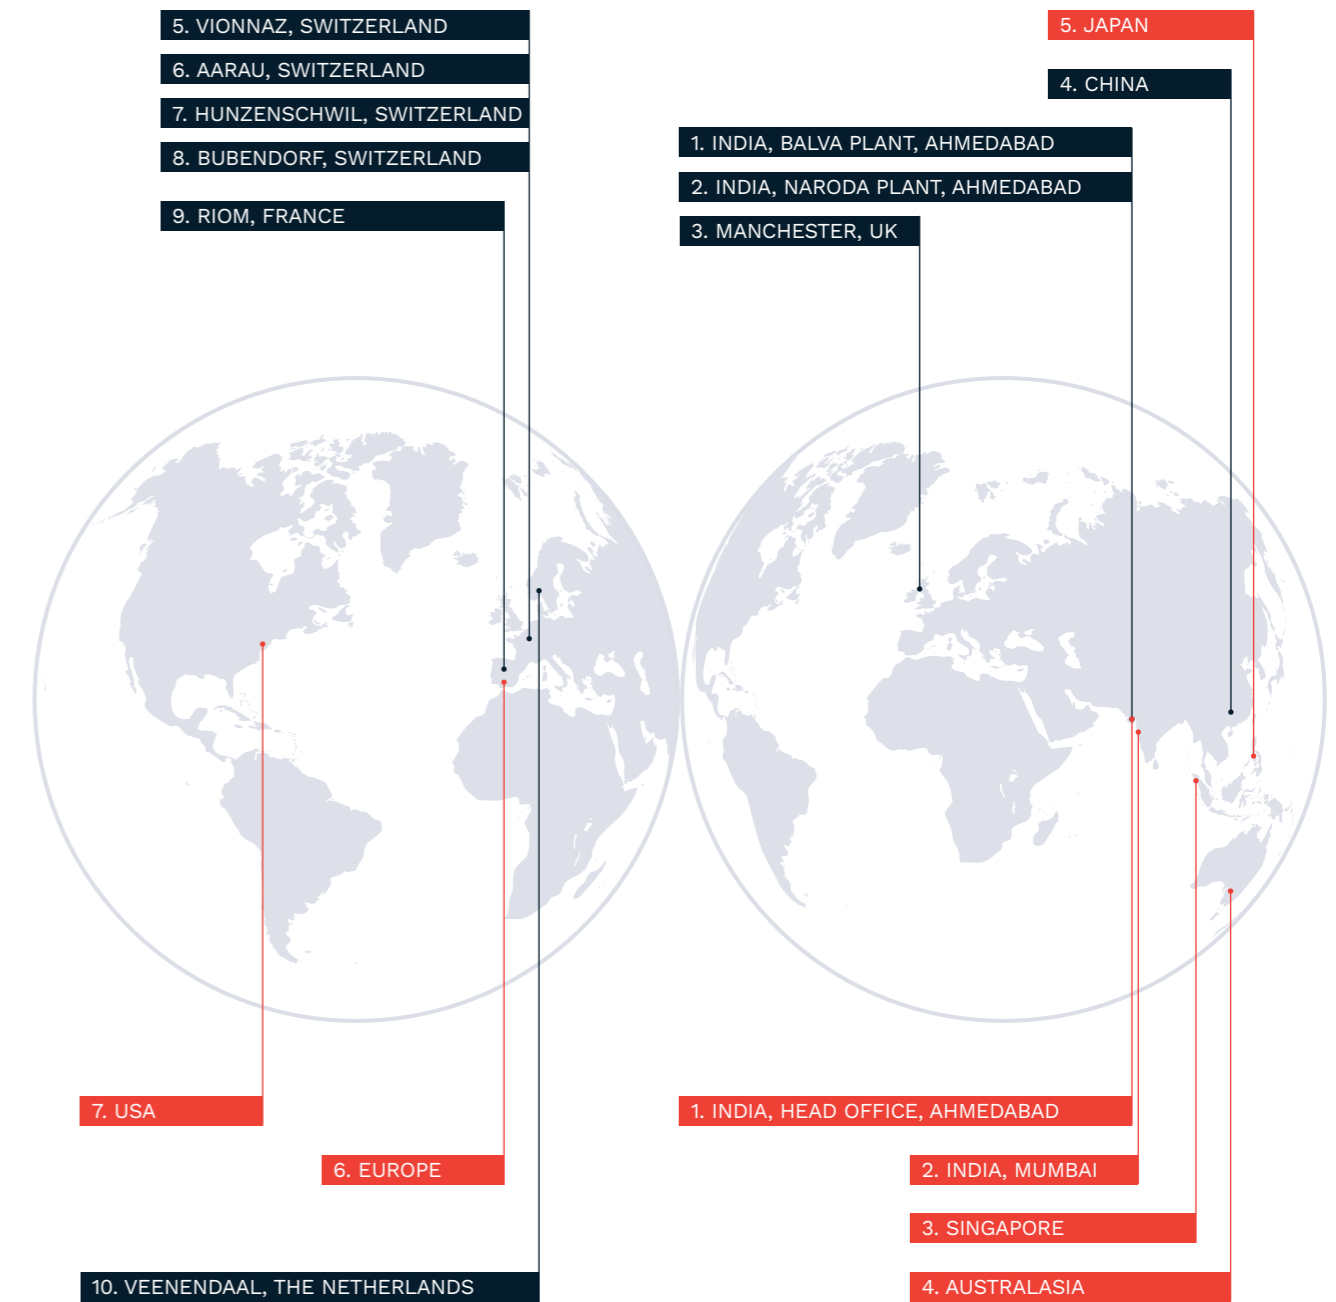 5. VIONNAZ, SWITZERLAND
6. AARAU, SWITZERLAND
7. HUNZENSCHWIL, SWITZERLAND
8. BUBENDORF, SWITZERLAND
9. RIOM, FRANCE
5. JAPAN
4. CHINA
1. INDIA, BALVA PLANT, AHMEDABAD
2. INDIA, NARODA PLANT, AHMEDABAD
3. MANCHESTER, UK
7. USA
6. EUROPE
10. VEENENDAAL, THE NETHERLANDS
1. INDIA, HEAD OFFICE, AHMEDABAD
2. INDIA, MUMBAI
3. SINGAPORE
4. AUSTRALASIA